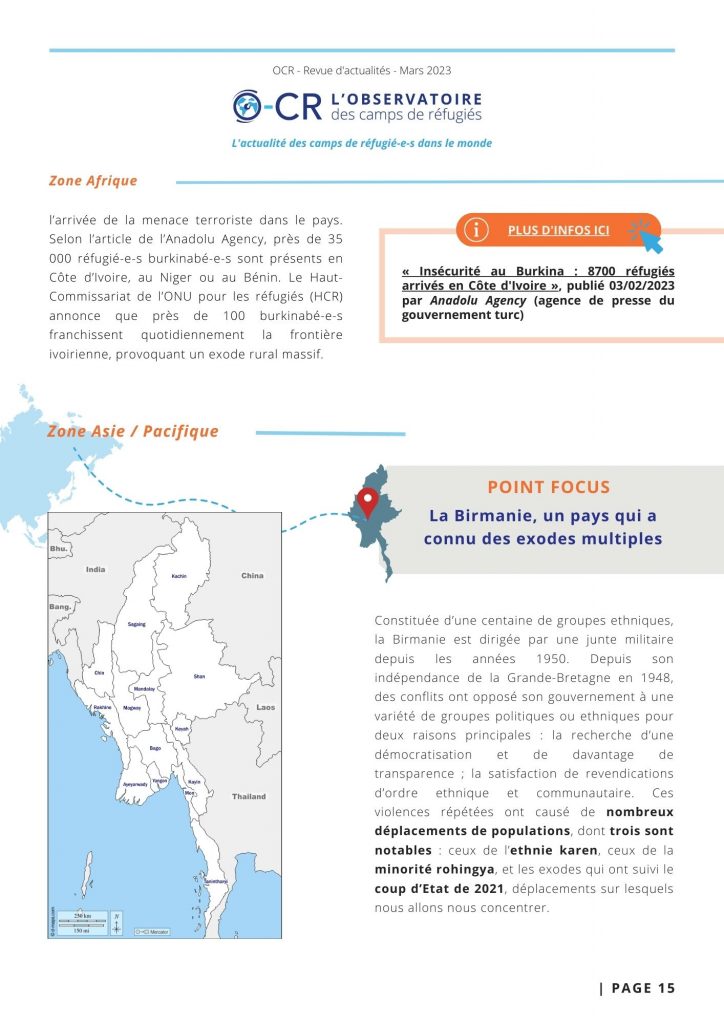 OCR - Revue d'actualités - Mars 2023
O-CR L'OBSERVATOIRE
des camps de réfugiés
L'actualité des camps de réfugié-e-s dans le monde
Zone Afrique
l'arrivée de la menace terroriste dans le pays.
Selon l'article de l'Anadolu Agency, près de 35
000 réfugié-e-s burkinabé-e-s sont présents en
Côte d'Ivoire, au Niger ou au Bénin. Le Haut-
Commissariat de l'ONU pour les réfugiés (HCR)
annonce que près de 100 burkinabé-e-s
franchissent quotidiennement la frontière
ivoirienne, provoquant un exode rural massif.
i PLUS D'INFOS ICI
« Insécurité au Burkina : 8700 réfugiés
arrivés en Côte d'Ivoire », publié 03/02/2023
par Anadolu Agency (agence de presse du
gouvernement turc)
Zone Asie / Pacifique
POINT FOCUS
La Birmanie, un pays qui a
connu des exodes multiples
Bhu.
India
China
Kachin
Bang.
Sagaing
Chin
Shan
Mandalay
Rakhine
Magway
Laos
Kayah
Bago
Ayeyarwady
Yangon
Kayin
Mon
Thailand
Tanintharyi
250 km
150 mi
N
© d-maps.com
Mercator
Constituée d'une centaine de groupes ethniques,
la Birmanie est dirigée par une junte militaire
depuis les années 1950. Depuis son
indépendance de la Grande-Bretagne en 1948,
des conflits ont opposé son gouvernement à une
variété de groupes politiques ou ethniques pour
deux raisons principales : la recherche d'une
démocratisation et de davantage de
transparence ; la satisfaction de revendications
d'ordre ethnique et communautaire. Ces
violences répétées ont causé de nombreux
déplacements de populations, dont trois sont
notables : ceux de l'ethnie karen, ceux de la
minorité rohingya, et les exodes qui ont suivi le
coup d'Etat de 2021, déplacements sur lesquels
nous allons nous concentrer.
| PAGE 15